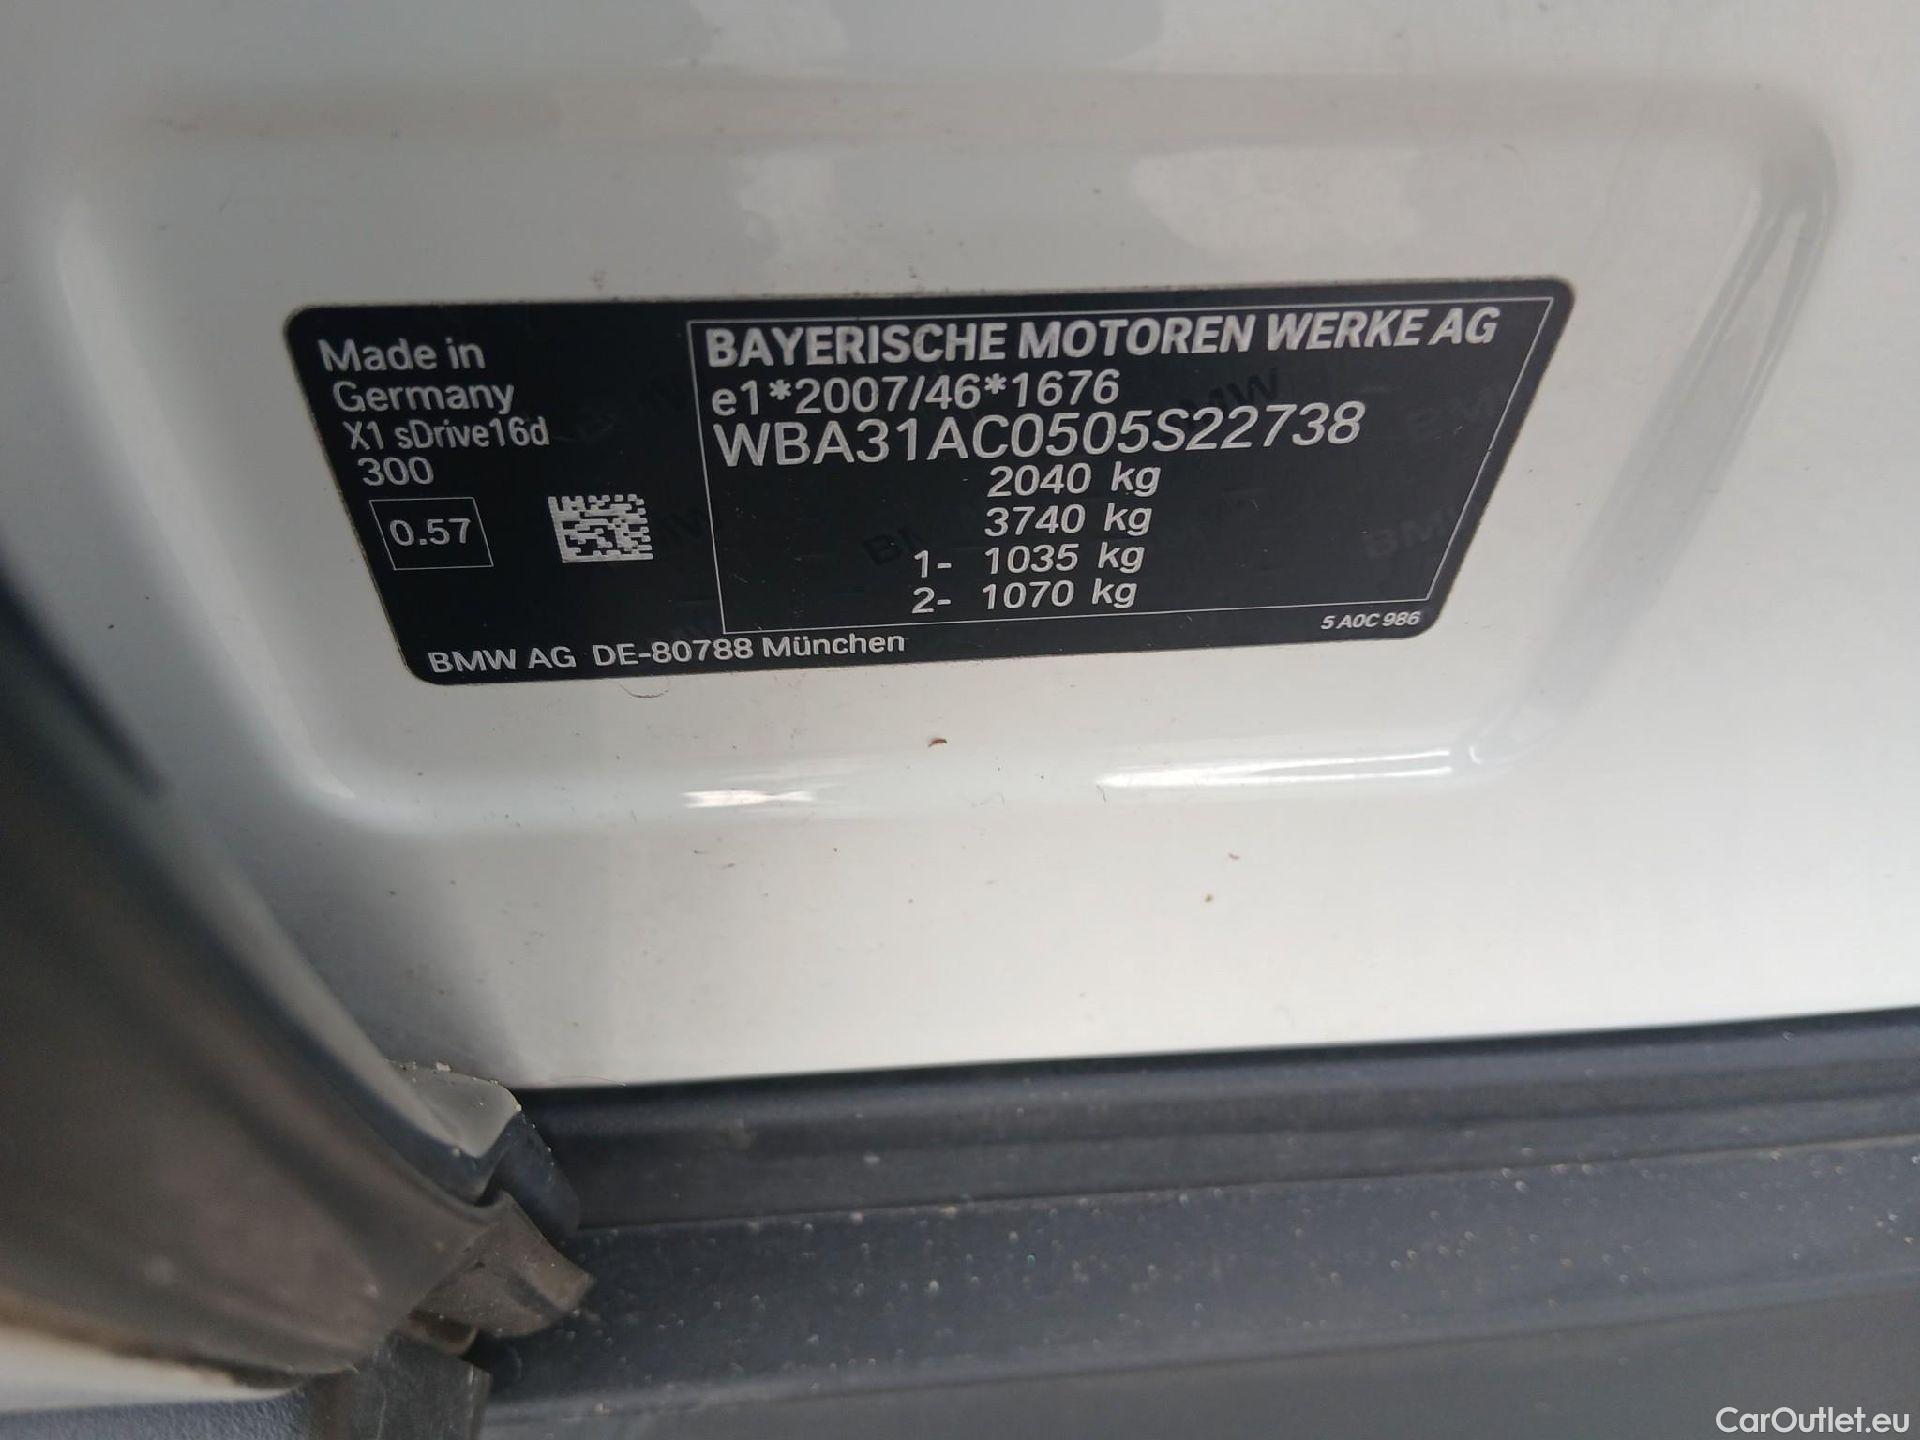 Made in
Germany
X1 sDrive16d
300
0.57
BAYERISCHE MOTOREN WERKE AG
e1*2007/46*1676
WBA31AC0505S22738
2040 kg
3740 kg
1- 1035 kg
2- 1070 kg
BMW AG DE-80788 München
5 A0C 986
CarOutlet.eu